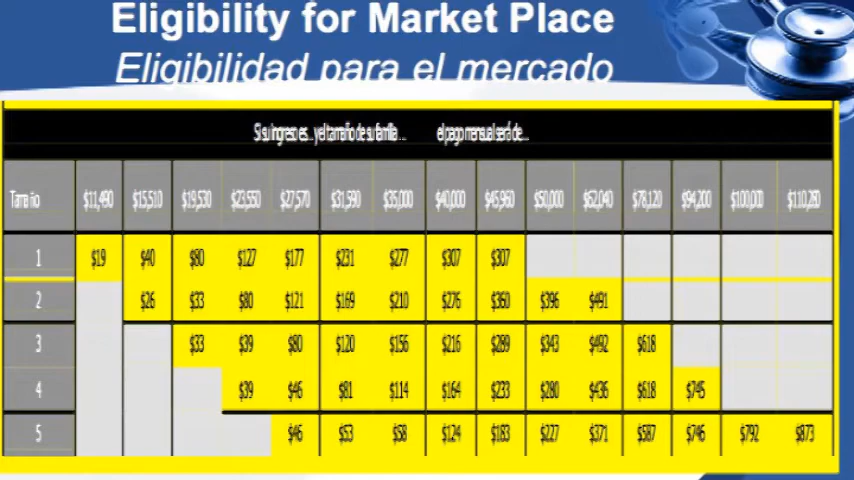 Eligibility for Market Place
Eligibilidad para el mercado
Si su ingreso es... y el tamaño de su familia... el pago mensual será de...
Tamaño $11,490 $15,510 $19,530 $23,550 $27,570 $31,590 $35,000 $40,000 $45,960 $50,000 $62,040 $78,120 $94,200 $100,000 $110,280
1 $19 $40 $80 $127 $177 $231 $277 $307 $307
2 $26 $33 $80 $121 $169 $210 $276 $360 $396 $491
3 $33 $39 $80 $120 $156 $216 $289 $343 $492 $618
4 $39 $46 $81 $114 $164 $233 $280 $436 $618 $745
5 $46 $53 $58 $124 $183 $227 $371 $587 $746 $792 $873